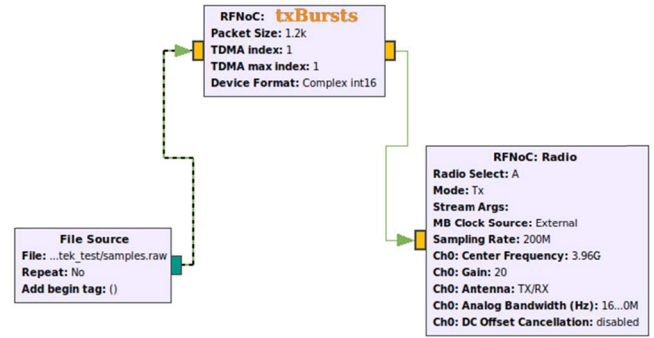 RFNoC: txBursts
Packet Size: 1.2k
TDMA index: 1
TDMA max index: 1
Device Format: Complex int16
RFNoC: Radio
Radio Select: A
Mode: Tx
Stream Args:
MB Clock Source: External
Sampling Rate: 200M
Ch0: Center Frequency: 3.96G
Ch0: Gain: 20
Ch0: Antenna: TX/RX
Ch0: Analog Bandwidth (Hz): 16...0M
Ch0: DC Offset Cancellation: disabled
File Source
File: ...tek_test/samples.raw
Repeat: No
Add begin tag: ()